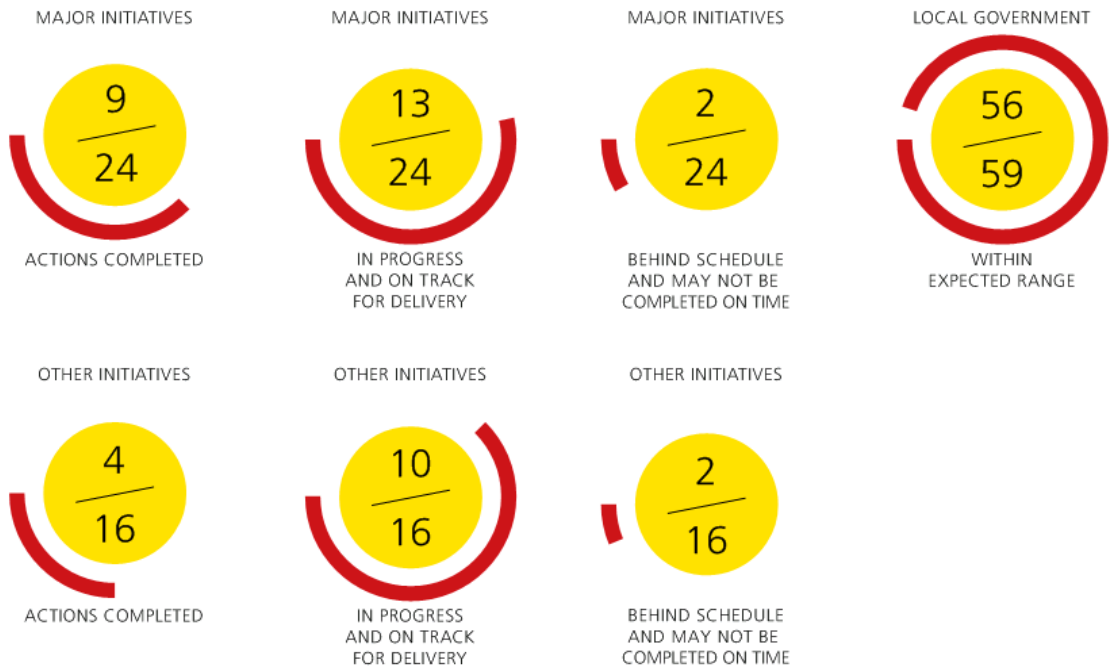 MAJOR INITIATIVES
9
24
ACTIONS COMPLETED
MAJOR INITIATIVES
13
24
IN PROGRESS
AND ON TRACK
FOR DELIVERY
MAJOR INITIATIVES
2
24
BEHIND SCHEDULE
AND MAY NOT BE
COMPLETED ON TIME
LOCAL GOVERNMENT
56
59
WITHIN
EXPECTED RANGE
OTHER INITIATIVES
4
16
ACTIONS COMPLETED
OTHER INITIATIVES
10
16
IN PROGRESS
AND ON TRACK
FOR DELIVERY
OTHER INITIATIVES
2
16
BEHIND SCHEDULE
AND MAY NOT BE
COMPLETED ON TIME